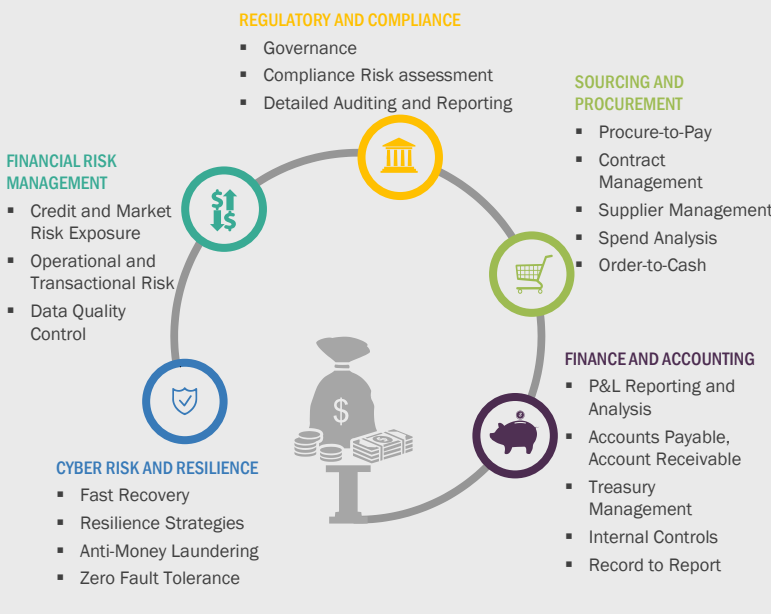 REGULATORY AND COMPLIANCE
▪ Governance
▪ Compliance Risk assessment
▪ Detailed Auditing and Reporting
SOURCING AND
PROCUREMENT
▪ Procure-to-Pay
▪ Contract
Management
▪ Supplier Management
▪ Spend Analysis
▪ Order-to-Cash
FINANCIAL RISK
MANAGEMENT
▪ Credit and Market
Risk Exposure
▪ Operational and
Transactional Risk
▪ Data Quality
Control
$
$
$
FINANCE AND ACCOUNTING
▪ P&L Reporting and
Analysis
▪ Accounts Payable,
Account Receivable
▪ Treasury
Management
▪ Internal Controls
▪ Record to Report
CYBER RISK AND RESILIENCE
▪ Fast Recovery
▪ Resilience Strategies
▪ Anti-Money Laundering
▪ Zero Fault Tolerance